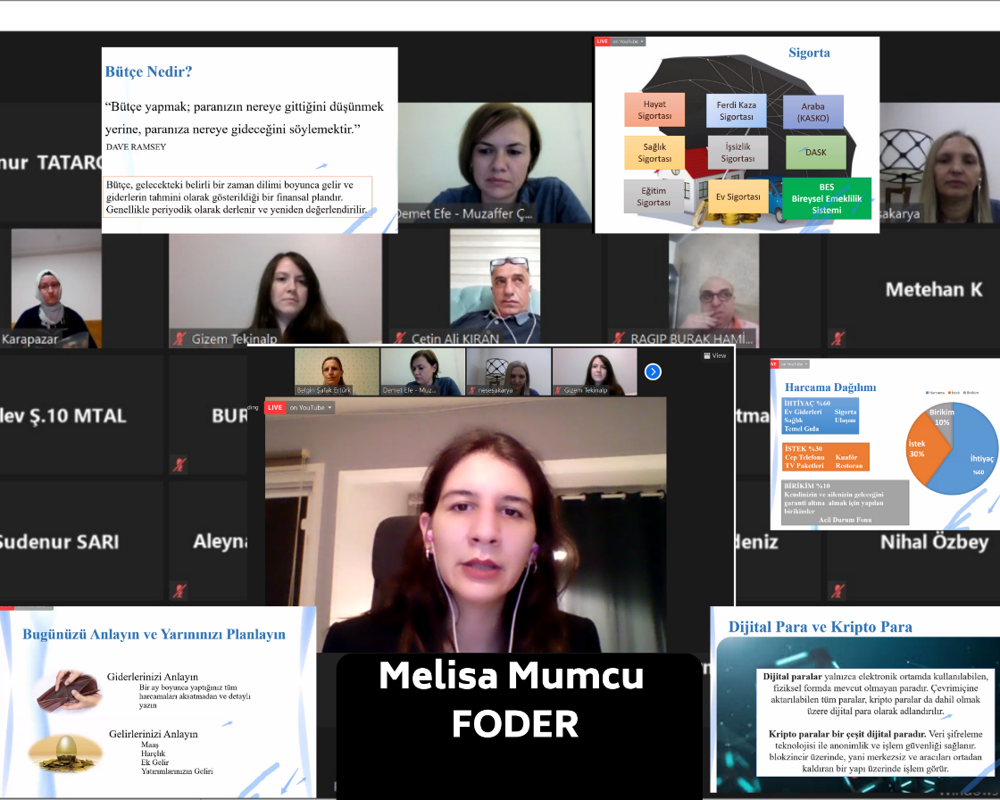 Bütçe Nedir?
“Bütçe yapmak; paranızın nereye gittiğini düşünmek
yerine, paranıza nereye gideceğini söylemektir.”
DAVE RAMSEY
Bütçe, gelecekteki belirli bir zaman dilimi boyunca gelir ve
giderlerin tahmini olarak gösterildiği bir finansal plandır.
Genellikle periyodik olarak derlenir ve yeniden değerlendirilir.
LIVE on YouTube
Sigorta
Hayat
Sigortası
Ferdi Kaza
Sigortası
Araba
(KASKO)
Sağlık
Sigortası
İşsizlik
Sigortası
DASK
Eğitim
Sigortası
Ev Sigortası
BES
Bireysel Emeklilik
Sistemi
nur TATARC
Demet Efe - Muzaffer Ç...
sakarya
Karapazar
Gizem Tekinalp
Cetin Ali KIRAN
RAGIP BURAK HAMİ...
Metehan K
Belgin Şafak Ertürk
Demet Efe - Muz...
nesesakarya
Gizem Tekinalp
View
ding
LIVE on YouTube
lev Ş.10 MTAL
BUR
tma
Sudenur SARI
Aleyna
deniz
Nihal Özbey
on YouTube
Harcama Dağılımı
Harcama İstek Birikim
İHTİYAÇ %60
Ev Giderleri Sigorta
Sağlık Ulaşım
Temel Gıda
İSTEK %30
Cep Telefonu Kuaför
TV Paketleri Restoran
BİRİKİM %10
Kendinizin ve ailenizin geleceğini
garanti altına almak için yapılan
birikimler
Acil Durum Fonu
Birikim
10%
İstek
30%
İhtiyaç
%60
Bugünüzü Anlayın ve Yarınınızı Planlayın
Giderlerinizi Anlayın
Bir ay boyunca yaptığınız tüm
harcamaları aksatmadan ve detaylı
yazın
Gelirlerinizi Anlayın
Maaş
Harçlık
Ek Gelir
Yatırımlarınızın Geliri
Melisa Mumcu
FODER
Dijital Para ve Kripto Para
Dijital paralar yalnızca elektronik ortamda kullanılabilen,
fiziksel formda mevcut olmayan paradır. Çevrimiçine
aktarılabilen tüm paralar, kripto paralar da dahil olmak
üzere dijital para olarak adlandırılır.
Kripto paralar bir çeşit dijital paradır. Veri şifreleme
teknolojisi ile anonimlik ve işlem güvenliği sağlanır.
blokzincir üzerinde, yani merkezsiz ve aracıları ortadan
kaldıran bir yapı üzerinde işlem görür.